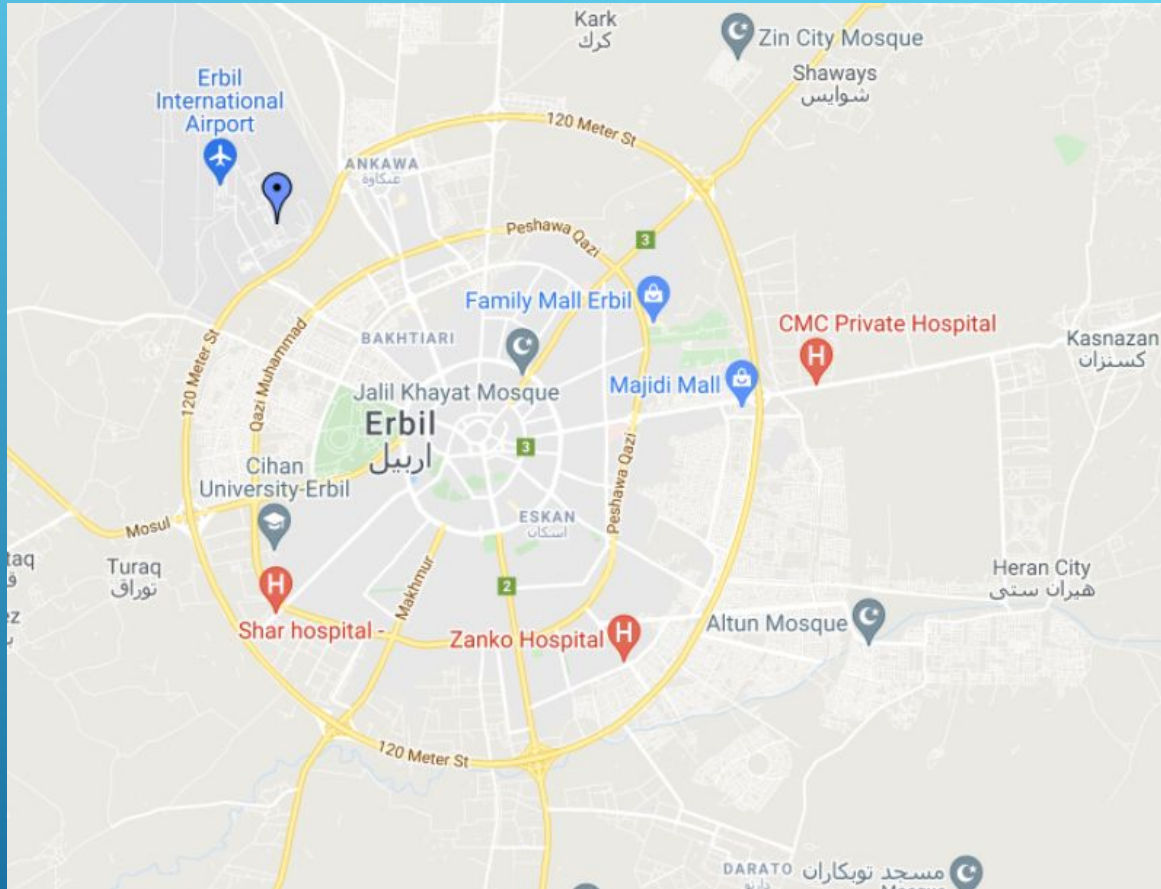 Kark
كرك
Zin City Mosque
Shaways
شوايس
Erbil
International
Airport
120 Meter St
ANKAWA
عنكاوة
Peshawa Qazi
3
Family Mall Erbil
CMC Private Hospital
Kasnazan
كسنزان
BAKHTIARI
120 Meter St
Qazi Muhammad
Jalil Khayat Mosque
Majidi Mall
Erbil
اربيل
3
Peshawa Qazi
Cihan
University-Erbil
ESKAN
اسكان
Mosul
taq
Turaq
توراق
ez
Makhmur
2
Heran City
هيران ستى
H
H
H
Shar hospital -
Zanko Hospital
Altun Mosque
120 Meter St
DARATO
مسجد توبكاران